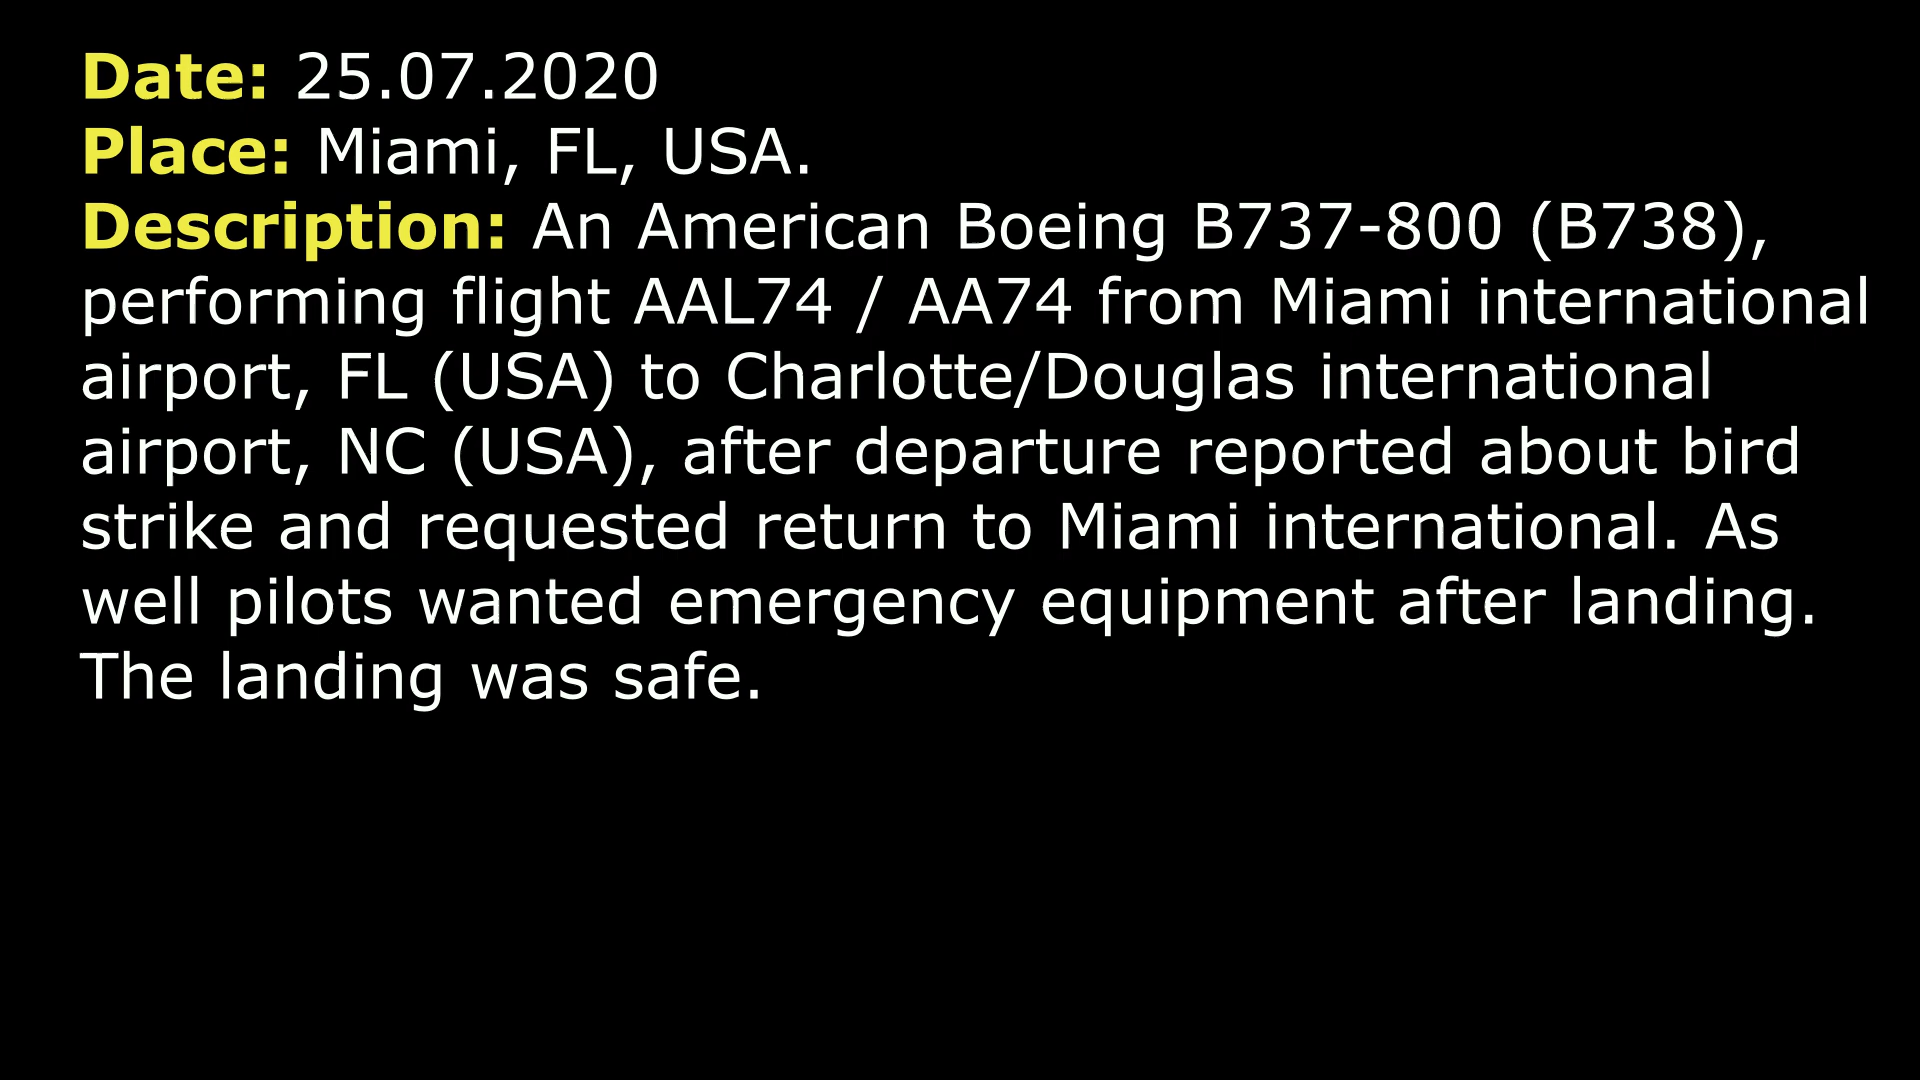 Date: 25.07.2020
Place: Miami, FL, USA.
Description: An American Boeing B737-800 (B738),
performing flight AAL74 / AA74 from Miami international
airport, FL (USA) to Charlotte/Douglas international
airport, NC (USA), after departure reported about bird
strike and requested return to Miami international. As
well pilots wanted emergency equipment after landing.
The landing was safe.